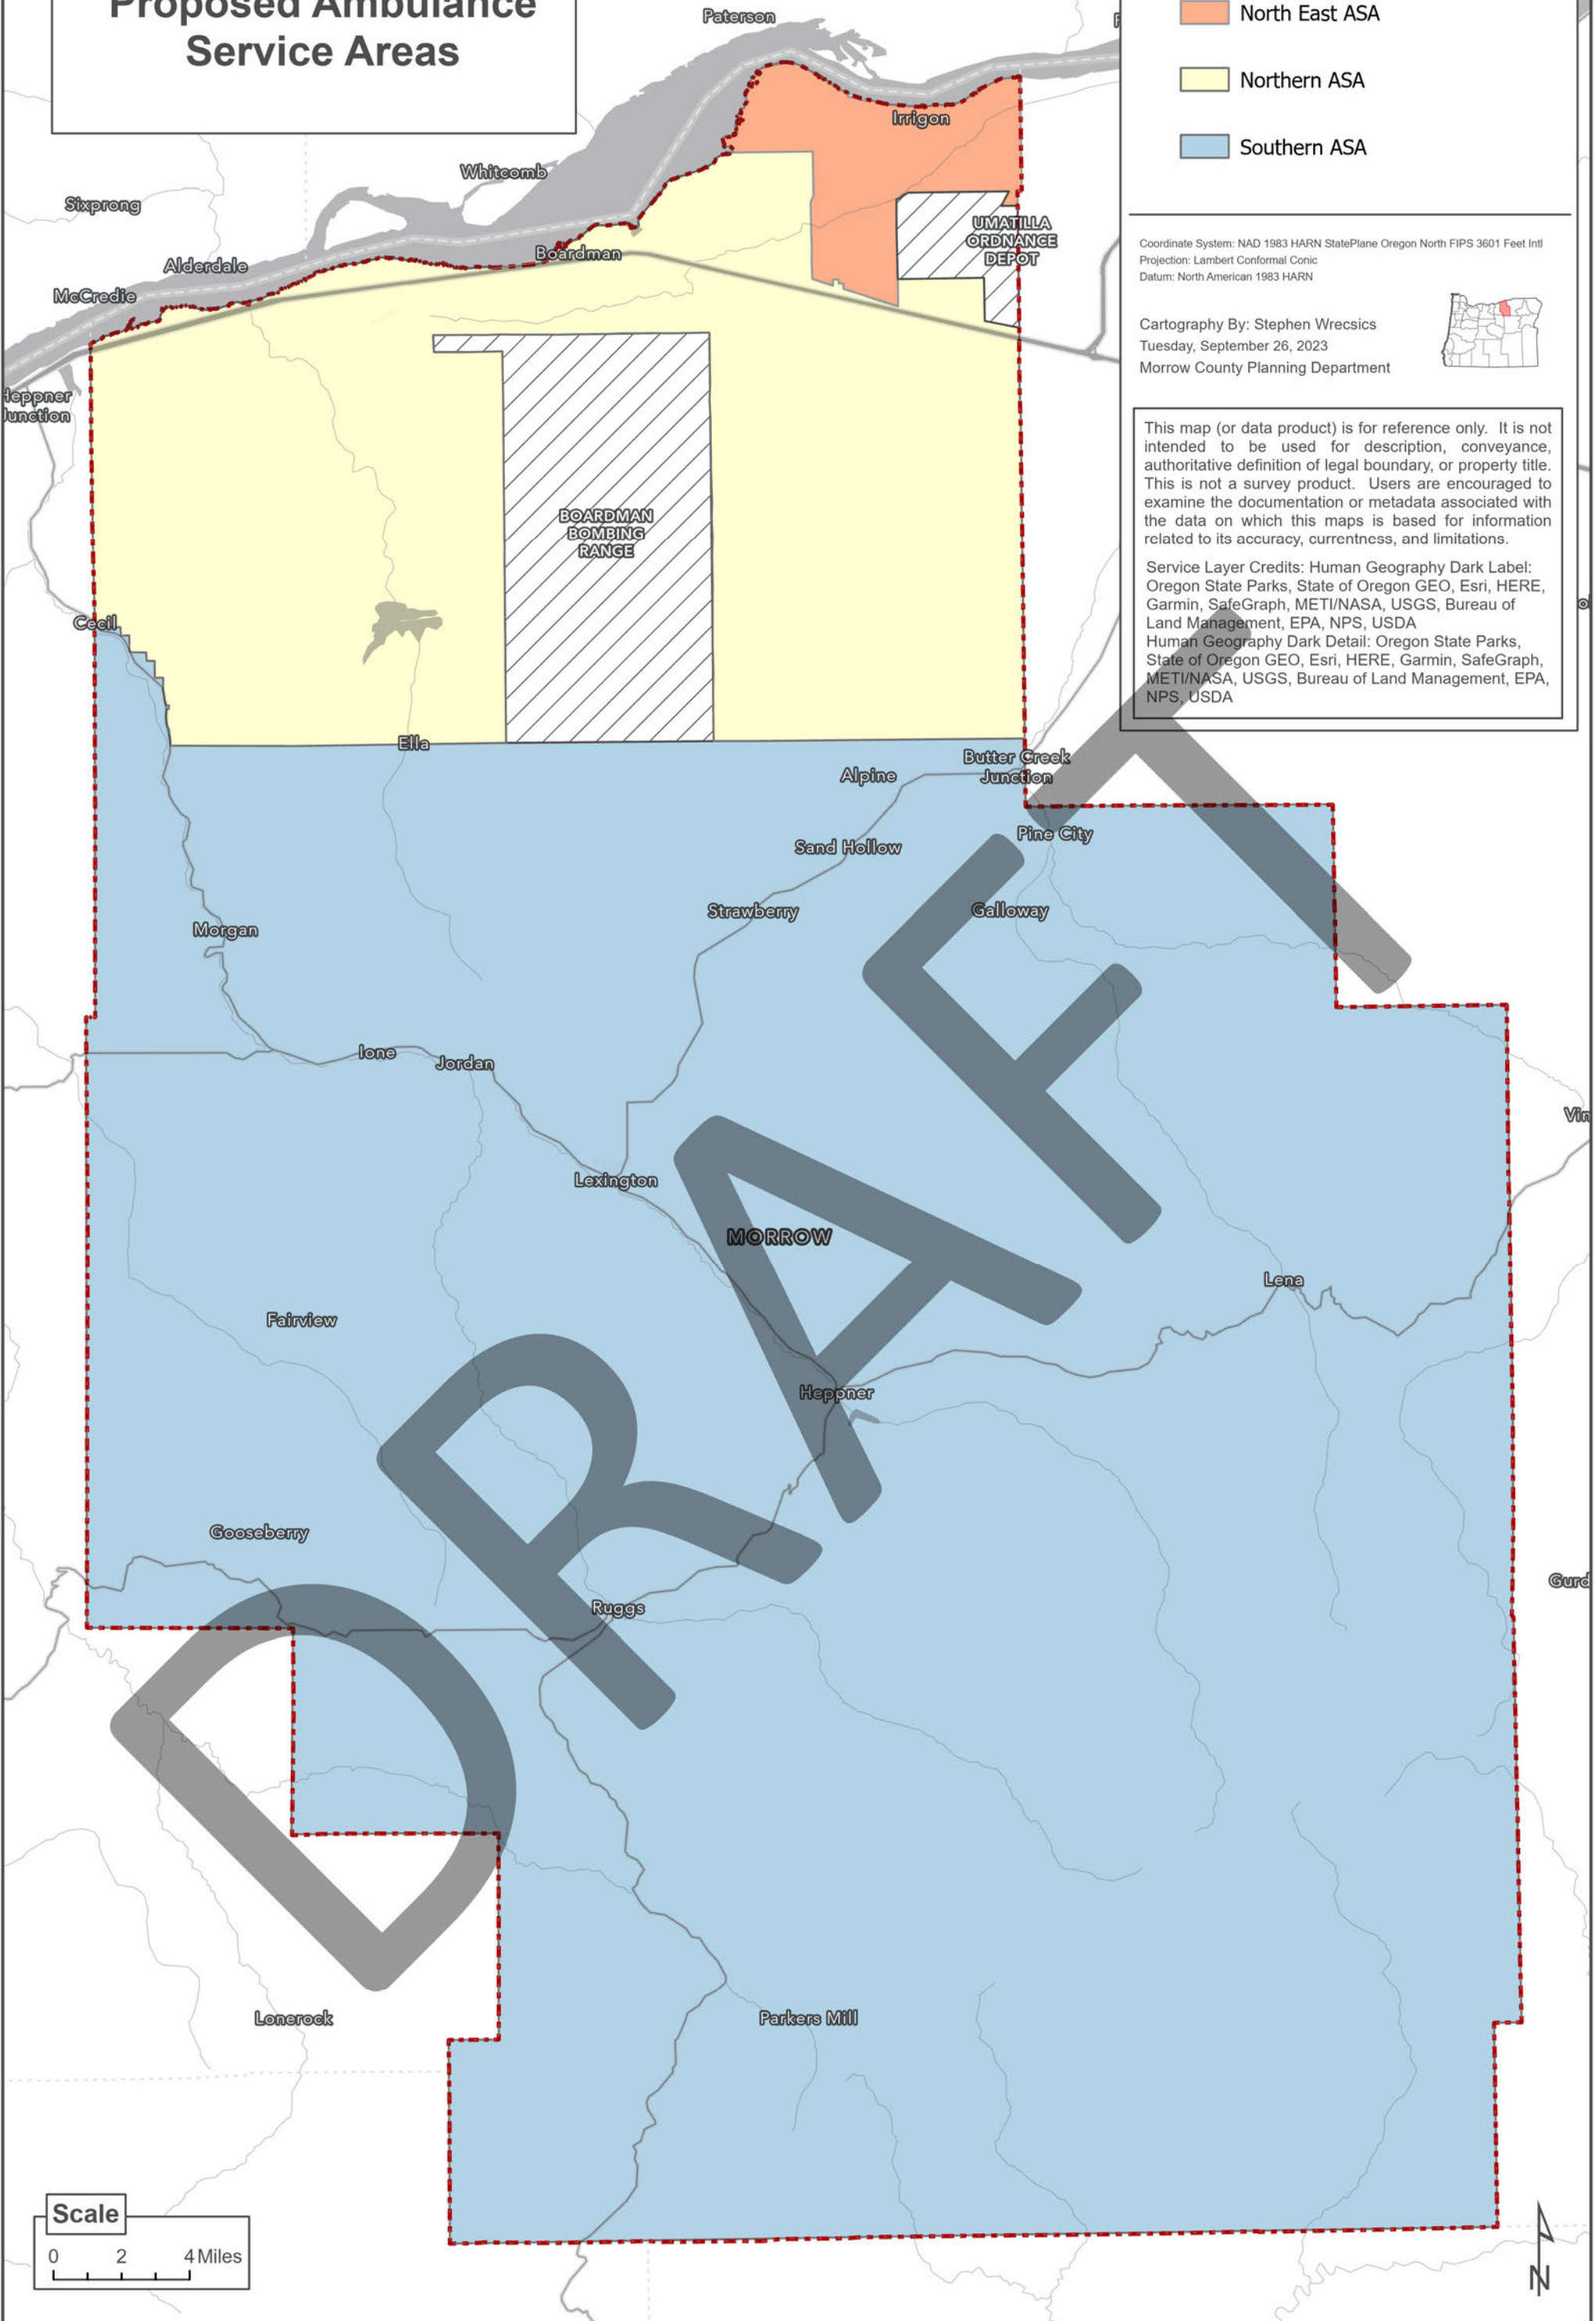 Proposed Ambulance
Service Areas
Paterson
North East ASA
Northern ASA
Southern ASA
Irrigon
Whitcomb
Sixprong
UMATILLA
ORDNANCE
DEPOT
Boardman
Alderdale
McCredie
Coordinate System: NAD 1983 HARN StatePlane Oregon North FIPS 3601 Feet Intl
Projection: Lambert Conformal Conic
Datum: North American 1983 HARN
Cartography By: Stephen Wrecsics
Tuesday, September 26, 2023
Morrow County Planning Department
Heppner
Junction
This map (or data product) is for reference only. It is not
intended to be used for description, conveyance,
authoritative definition of legal boundary, or property title.
This is not a survey product. Users are encouraged to
examine the documentation or metadata associated with
the data on which this maps is based for information
related to its accuracy, currentness, and limitations.
Service Layer Credits: Human Geography Dark Label:
Oregon State Parks, State of Oregon GEO, Esri, HERE,
Garmin, SafeGraph, METI/NASA, USGS, Bureau of
Land Management, EPA, NPS, USDA
Human Geography Dark Detail: Oregon State Parks,
State of Oregon GEO, Esri, HERE, Garmin, SafeGraph,
METI/NASA, USGS, Bureau of Land Management, EPA,
NPS, USDA
BOARDMAN
BOMBING
RANGE
Cecil
Ella
Butter Creek
Junction
Alpine
Pine City
Sand Hollow
Strawberry
Galloway
Morgan
Ione
Jordan
Vin
Lexington
MORROW
Lena
Fairview
Heppner
Gooseberry
Gurd
Ruggs
DRAFT
Lonerock
Parkers Mill
Scale
0 2 4 Miles
N